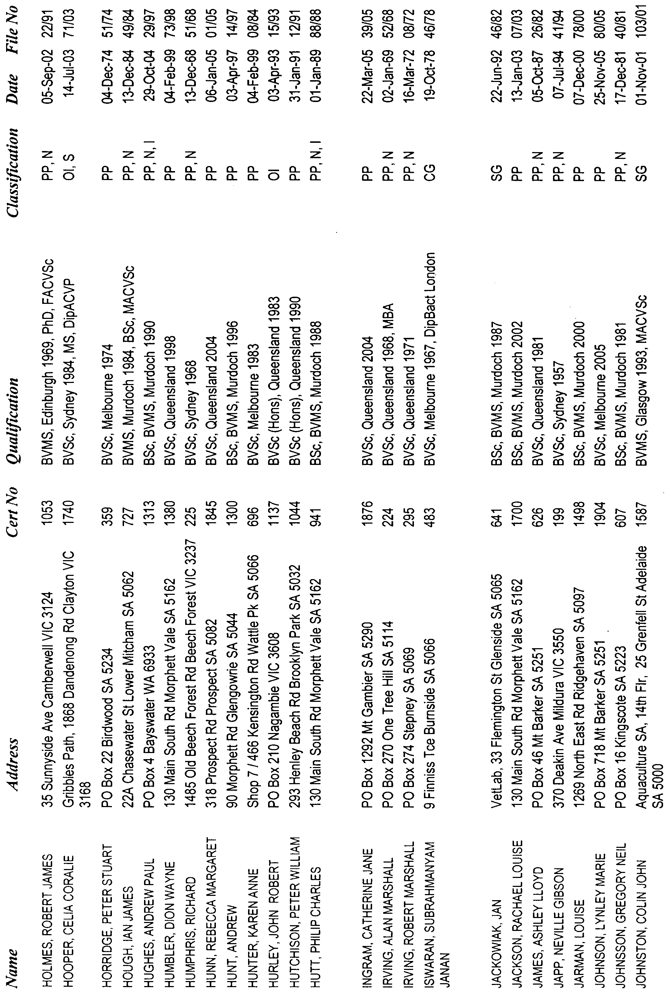 Name Address Cert No Qualification Classification Date File No
HOLMES, ROBERT JAMES 35 Sunnyside Ave Camberwell VIC 3124 1053 BVMS, Edinburgh 1969, PhD, FACVSc PP, N 05-Sep-02 22/91
HOOPER, CELIA CORALIE Gribbles Path, 1868 Dandenong Rd Clayton VIC 1740 BVSc, Sydney 1984, MS, DipACVP OI, S 14-Jul-03 71/03
3168
HORRIDGE, PETER STUART PO Box 22 Birdwood SA 5234 359 BVSc, Melbourne 1974 PP 04-Dec-74 51/74
HOUGH, IAN JAMES 22A Chasewater St Lower Mitcham SA 5062 727 BVMS, Murdoch 1984, BSc, MACVSc PP, N 13-Dec-84 49/84
HUGHES, ANDREW PAUL PO Box 4 Bayswater WA 6933 1313 BSc, BVMS, Murdoch 1990 PP, N, I 29-Oct-04 29/97
HUMBLER, DION WAYNE 130 Main South Rd Morphett Vale SA 5162 1380 BVSc, Queensland 1998 PP 04-Feb-99 73/98
HUMPHRIS, RICHARD 1485 Old Beech Forest Rd Beech Forest VIC 3237 225 BVSc, Sydney 1968 PP, N 13-Dec-68 51/68
HUNN, REBECCA MARGARET 318 Prospect Rd Prospect SA 5082 1845 BVSc, Queensland 2004 PP 06-Jan-05 01/05
HUNT, ANDREW 90 Morphett Rd Glengowrie SA 5044 1300 BSc, BVMS, Murdoch 1996 PP 03-Apr-97 14/97
HUNTER, KAREN ANNE Shop 7 / 466 Kensington Rd Wattle Pk SA 5066 696 BVSc, Melbourne 1983 PP 04-Feb-99 08/84
HURLEY, JOHN ROBERT PO Box 210 Nagambie VIC 3608 1137 BVSc (Hons), Queensland 1983 OI 03-Apr-93 15/93
HUTCHISON, PETER WILLIAM 293 Henley Beach Rd Brooklyn Park SA 5032 1044 BVSc (Hons), Queensland 1990 PP 31-Jan-91 12/91
HUTT, PHILIP CHARLES 130 Main South Rd Morphett Vale SA 5162 941 BSc, BVMS, Murdoch 1988 PP, N, I 01-Jan-89 88/88
INGRAM, CATHERINE JANE PO Box 1292 Mt Gambier SA 5290 1876 BVSc, Queensland 2004 PP 22-Mar-05 39/05
IRVING, ALAN MARSHALL PO Box 270 One Tree Hill SA 5114 224 BVSc, Queensland 1968, MBA PP, N 02-Jan-69 52/68
IRVING, ROBERT MARSHALL PO Box 274 Stepney SA 5069 295 BVSc, Queensland 1971 PP, N 16-Mar-72 08/72
ISWARAN, SUBRAHMANYAM 9 Finniss Tce Burnside SA 5066 483 BVSc, Melbourne 1967, DipBact London CG 19-Oct-78 46/78
JANAN
JACKOWIAK, JAN VetLab, 33 Flemington St Glenside SA 5065 641 BSc, BVMS, Murdoch 1987 SG 22-Jun-92 46/82
JACKSON, RACHAEL LOUISE 130 Main South Rd Morphett Vale SA 5162 1700 BSc, BVMS, Murdoch 2002 PP 13-Jan-03 07/03
JAMES, ASHLEY LLOYD PO Box 46 Mt Barker SA 5251 626 BVSc, Queensland 1981 PP, N 05-Oct-87 26/82
JAPP, NEVILLE GIBSON 370 Deakin Ave Mildura VIC 3550 199 BVSc, Sydney 1957 PP, N 07-Jul-94 41/94
JARMAN, LOUISE 1269 North East Rd Ridgehaven SA 5097 1498 BSc, BVMS, Murdoch 2000 PP 07-Dec-00 78/00
JOHNSON, LYNLEY MARIE PO Box 718 Mt Barker SA 5251 1904 BVSc, Melbourne 2005 PP 25-Nov-05 80/05
JOHNSSON, GREGORY NEIL PO Box 16 Kingscote SA 5223 607 BSc, BVMS, Murdoch 1981 PP, N 17-Dec-81 40/81
JOHNSTON, COLIN JOHN Aquaculture SA, 14th Flr, 25 Grenfell St Adelaide 1587 BVMS, Glasgow 1993, MACVSc SG 01-Nov-01 103/01
SA 5000